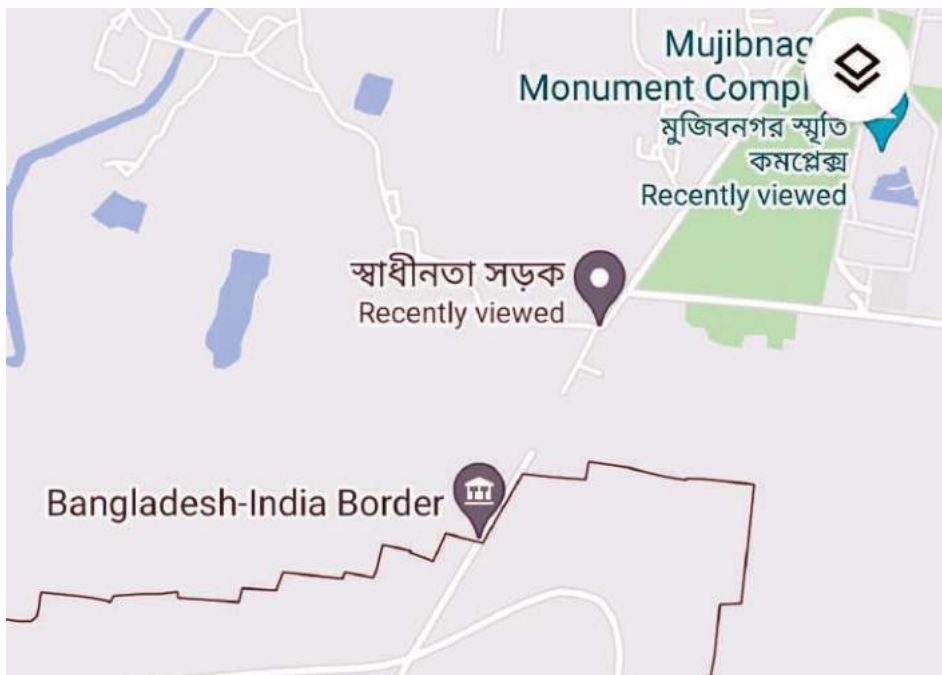 Mujibnag
Monument Compl
মুজিবনগর স্মৃতি
কমপ্লেক্স
Recently viewed
স্বাধীনতা সড়ক
Recently viewed
Bangladesh-India Border